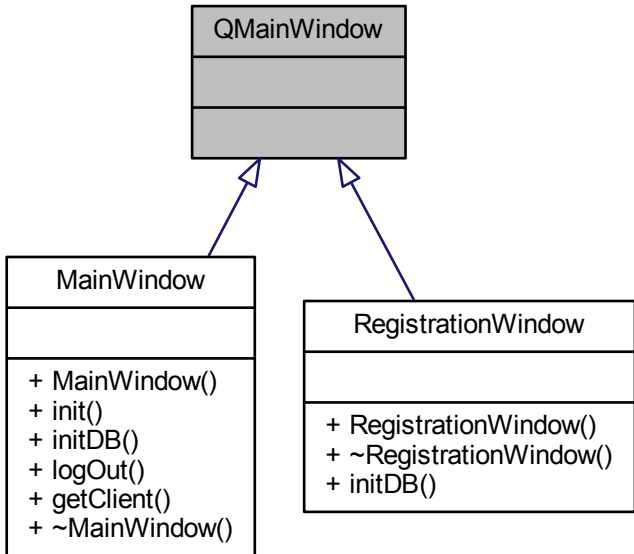 QMainWindow
MainWindow
+ MainWindow()
+ init()
+ initDB()
+ logOut()
+ getClient()
+ ~MainWindow()
RegistrationWindow
+ RegistrationWindow()
+ ~RegistrationWindow()
+ initDB()